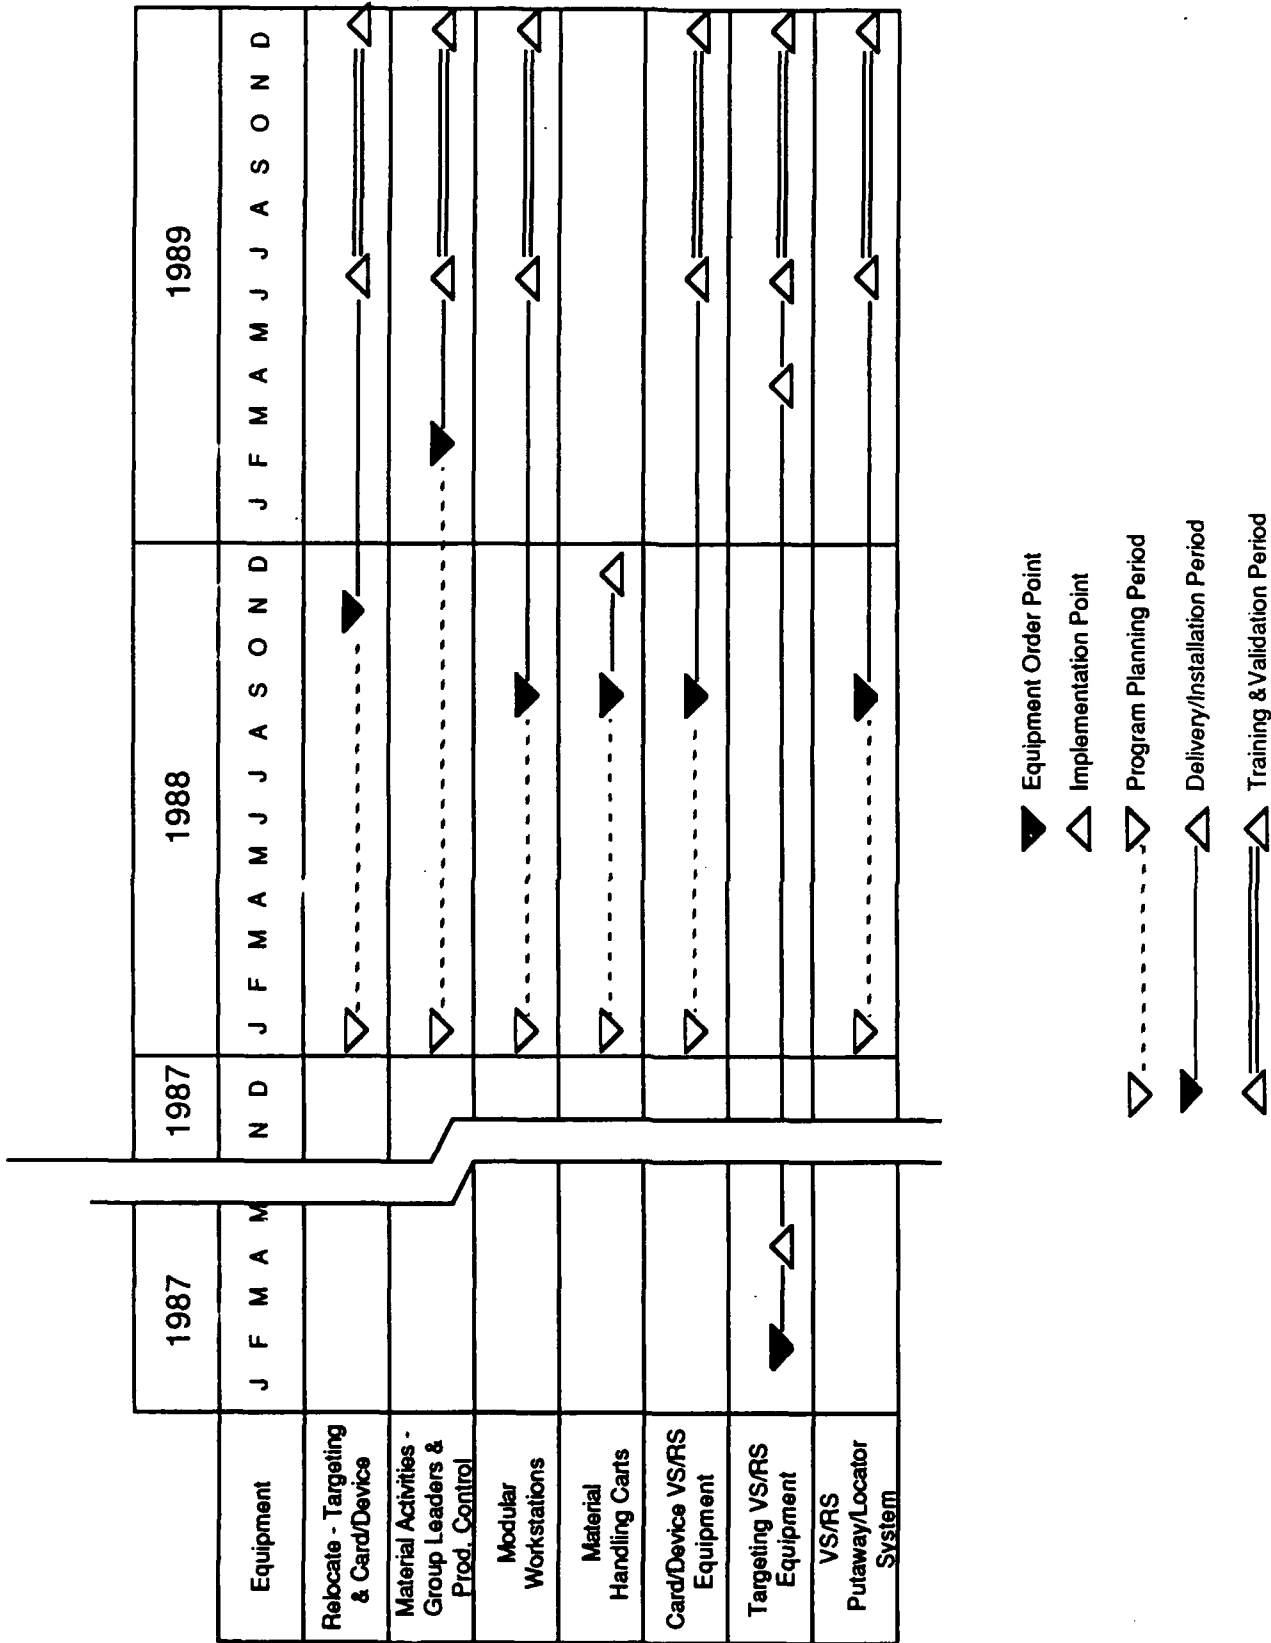 1987 1987 1988 1989
Equipment J F M A M N D J F M A M J J A S O N D J F M A M J J A S O N D
Relocate - Targeting
& Card/Device
Material Activities -
Group Leaders &
Prod. Control
Modular
Workstations
Material
Handling Carts
Card/Device VS/RS
Equipment
Targeting VS/RS
Equipment
VS/RS
Putaway/Locator
System
Equipment Order Point
Implementation Point
Program Planning Period
Delivery/Installation Period
Training & Validation Period